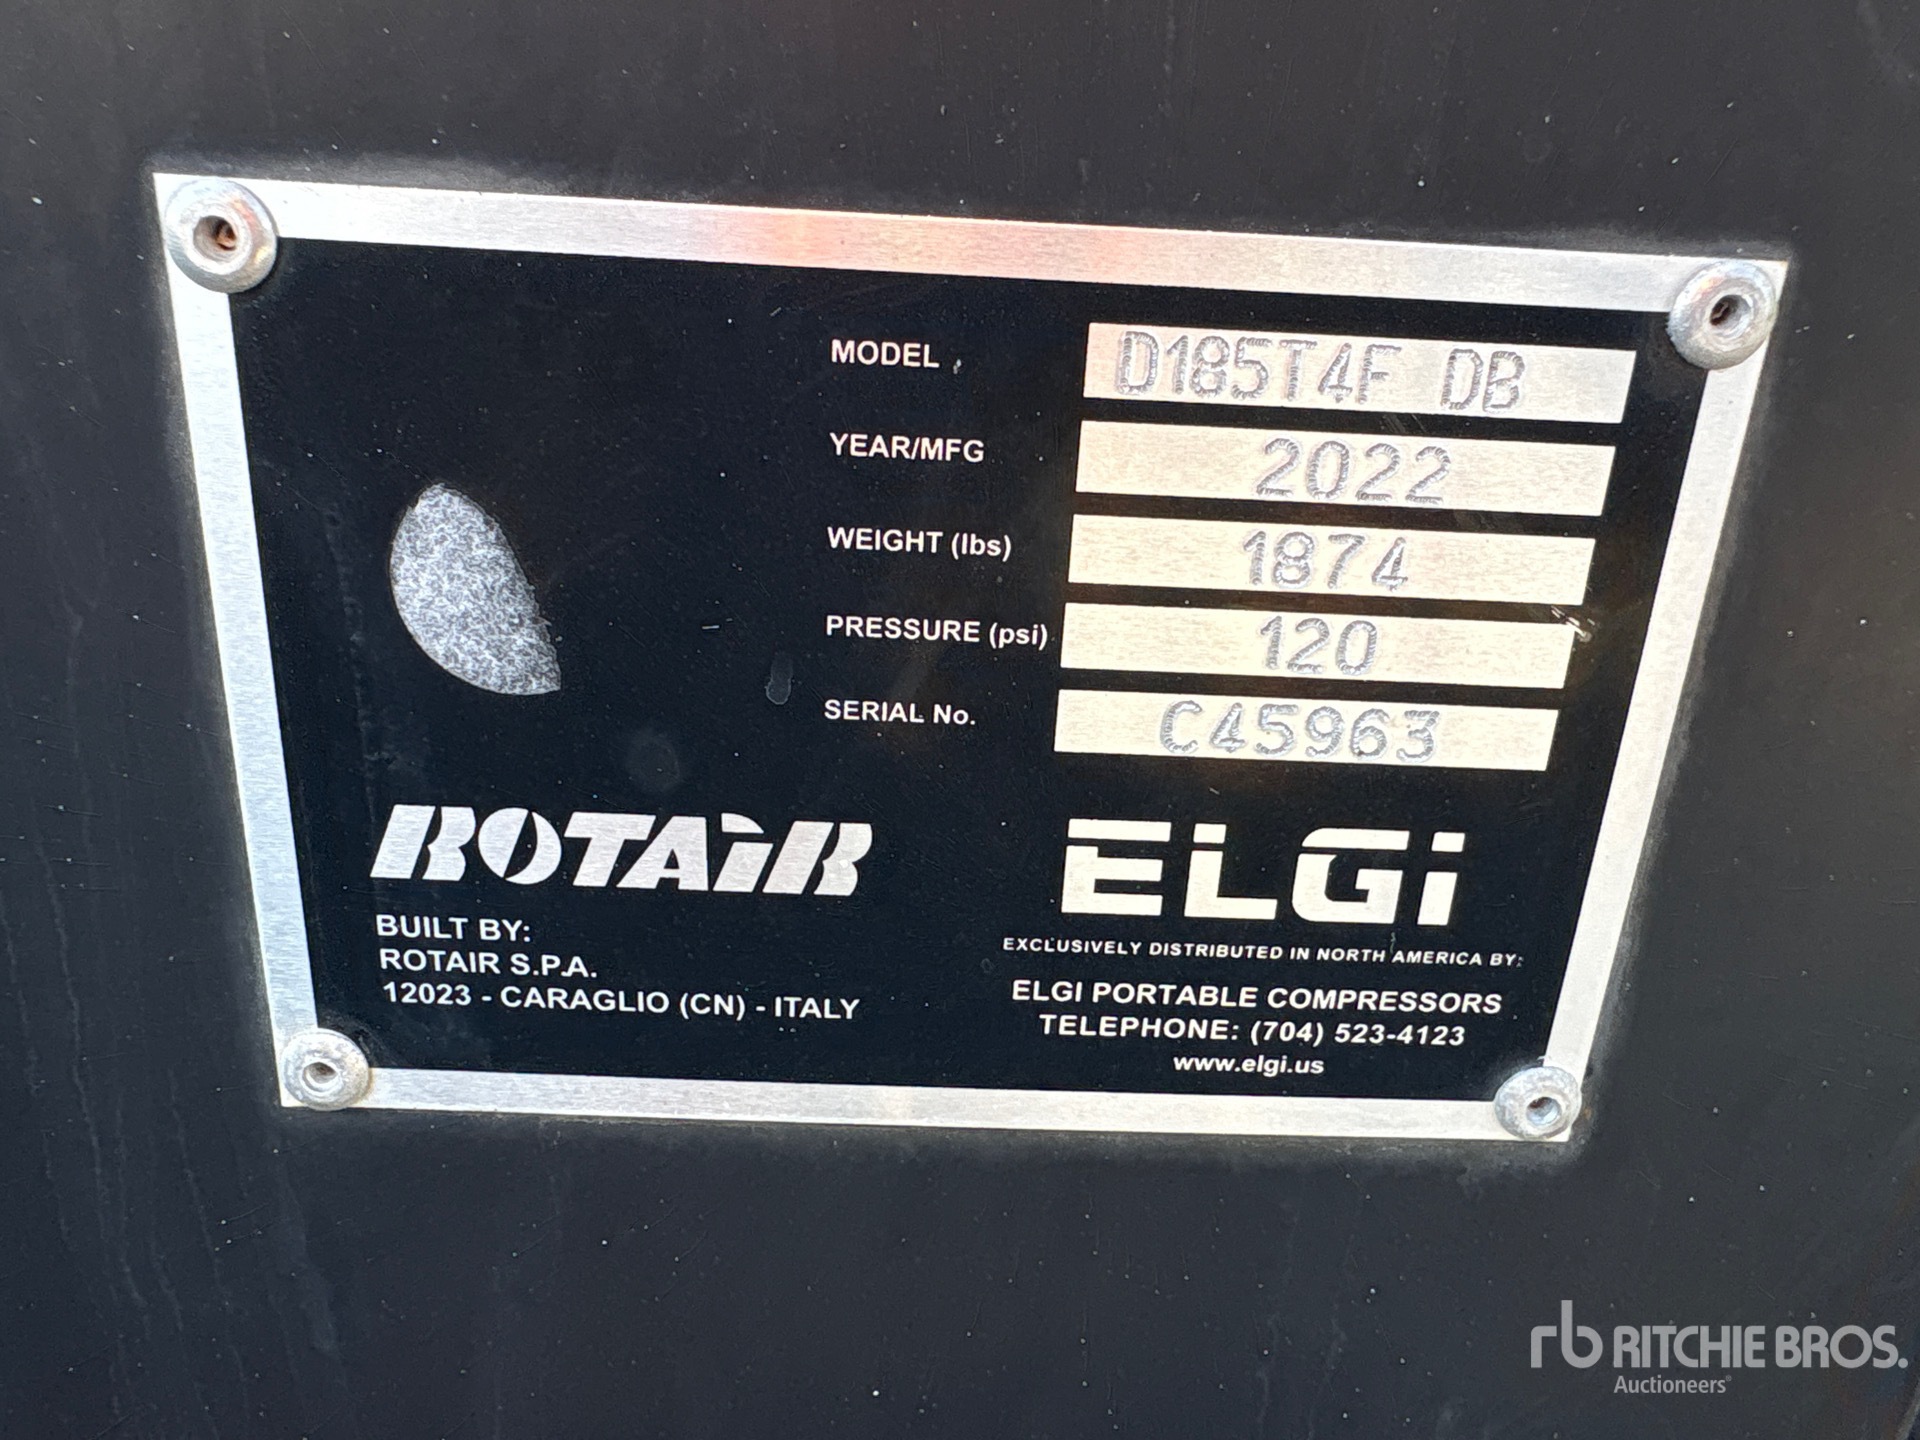 MODEL D185T4F DB
YEAR/MFG 2022
WEIGHT (lbs) 1874
PRESSURE (psi) 120
SERIAL No. C45963
ROTAIR
BUILT BY:
ROTAIR S.P.A.
12023 - CARAGLIO (CN) - ITALY
ELGi
EXCLUSIVELY DISTRIBUTED IN NORTH AMERICA BY:
ELGI PORTABLE COMPRESSORS
TELEPHONE: (704) 523-4123
www.elgi.us
rb RITCHIE BROS.
Auctioneers®